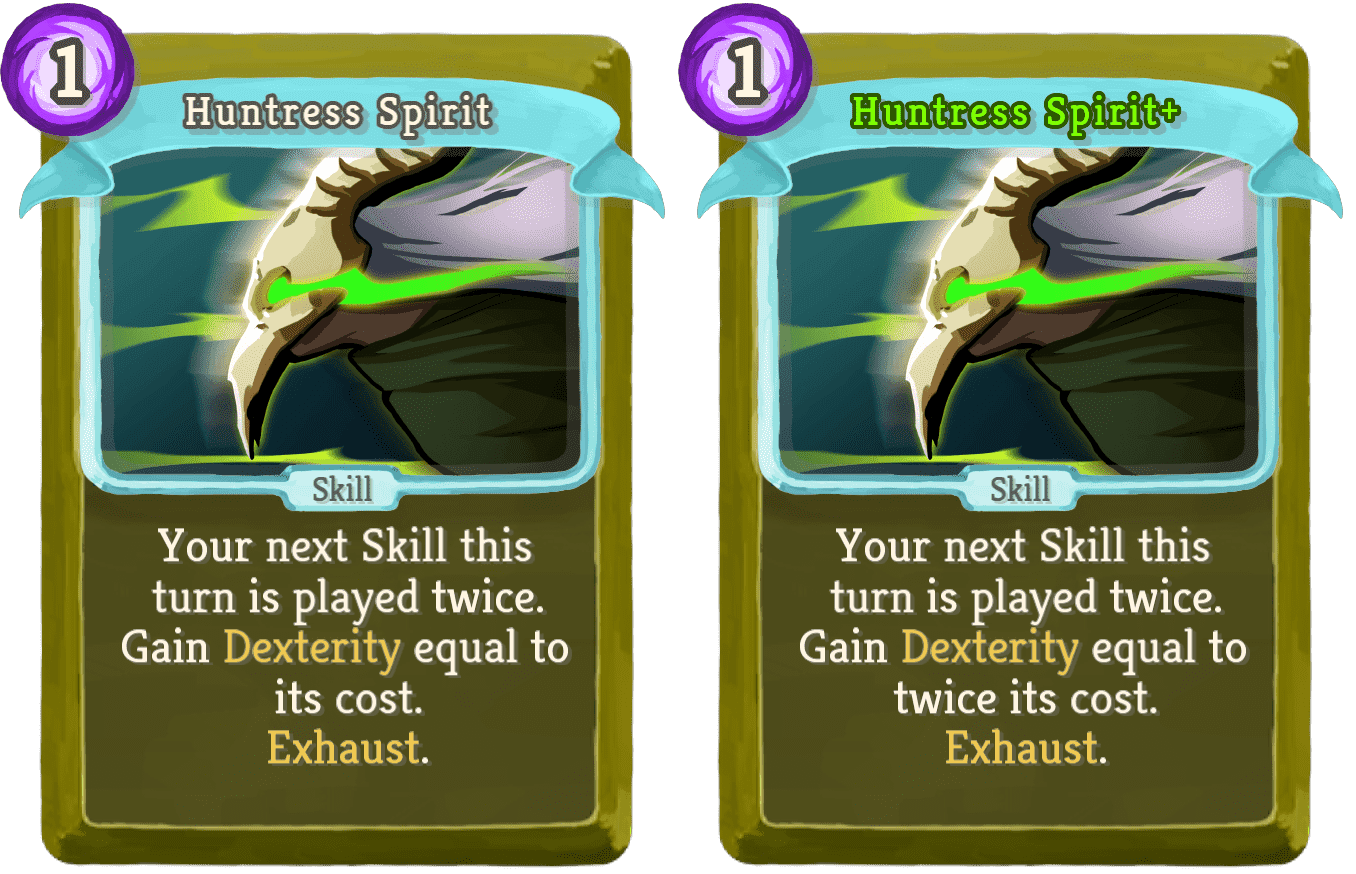 1
Huntress Spirit
Skill
Your next Skill this
turn is played twice.
Gain Dexterity equal to
its cost.
Exhaust.
1
Huntress Spirit+
Skill
Your next Skill this
turn is played twice.
Gain Dexterity equal to
twice its cost.
Exhaust.